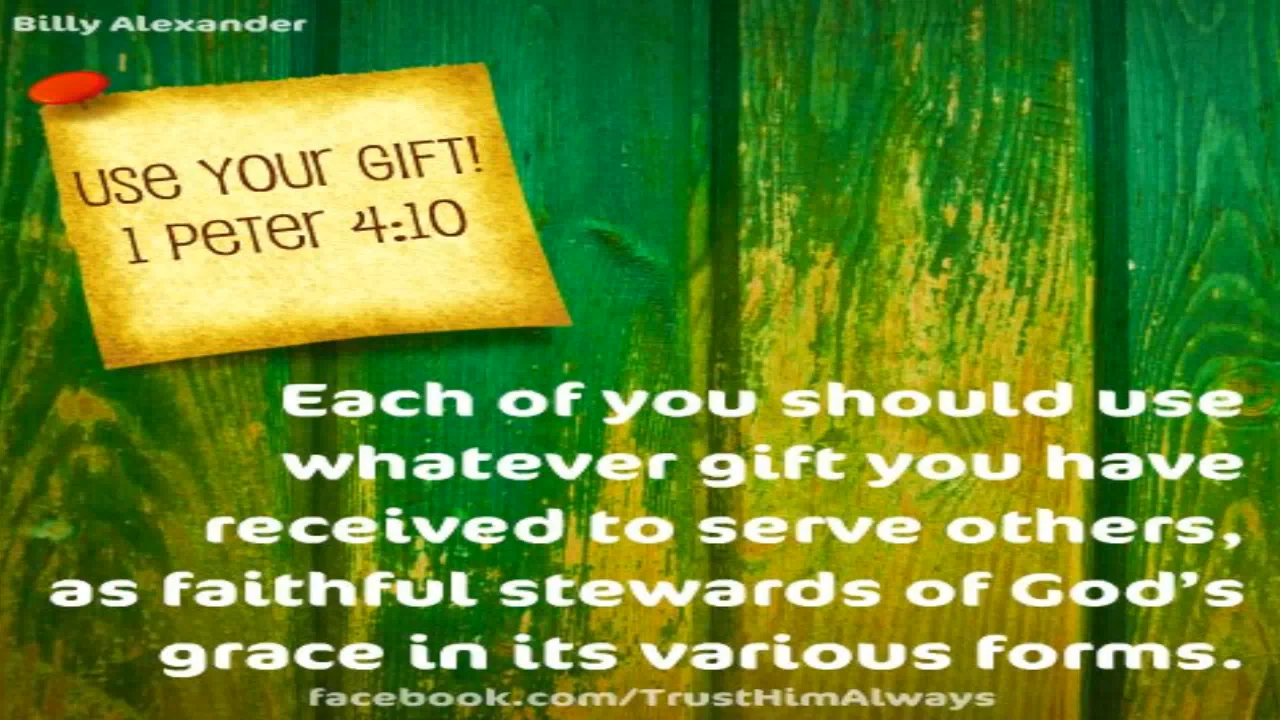 Billy Alexander
USE YOUR GIFT!
1 PETER 4:10
Each of you should use
whatever gift you have
received to serve others,
as faithful stewards of God’s
grace in its various forms.
facebook.com/TrustHimAlways